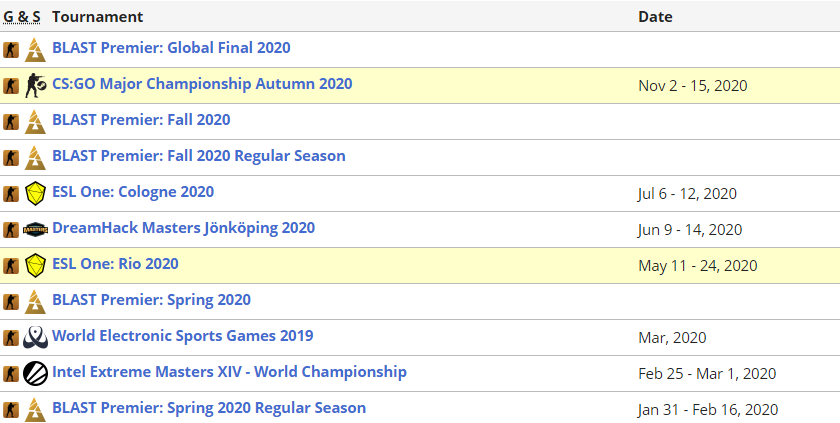 G & S Tournament Date
BLAST Premier: Global Final 2020
CS:GO Major Championship Autumn 2020 Nov 2 - 15, 2020
BLAST Premier: Fall 2020
BLAST Premier: Fall 2020 Regular Season
ESL One: Cologne 2020 Jul 6 - 12, 2020
DreamHack Masters Jönköping 2020 Jun 9 - 14, 2020
ESL One: Rio 2020 May 11 - 24, 2020
BLAST Premier: Spring 2020
World Electronic Sports Games 2019 Mar, 2020
Intel Extreme Masters XIV - World Championship Feb 25 - Mar 1, 2020
BLAST Premier: Spring 2020 Regular Season Jan 31 - Feb 16, 2020